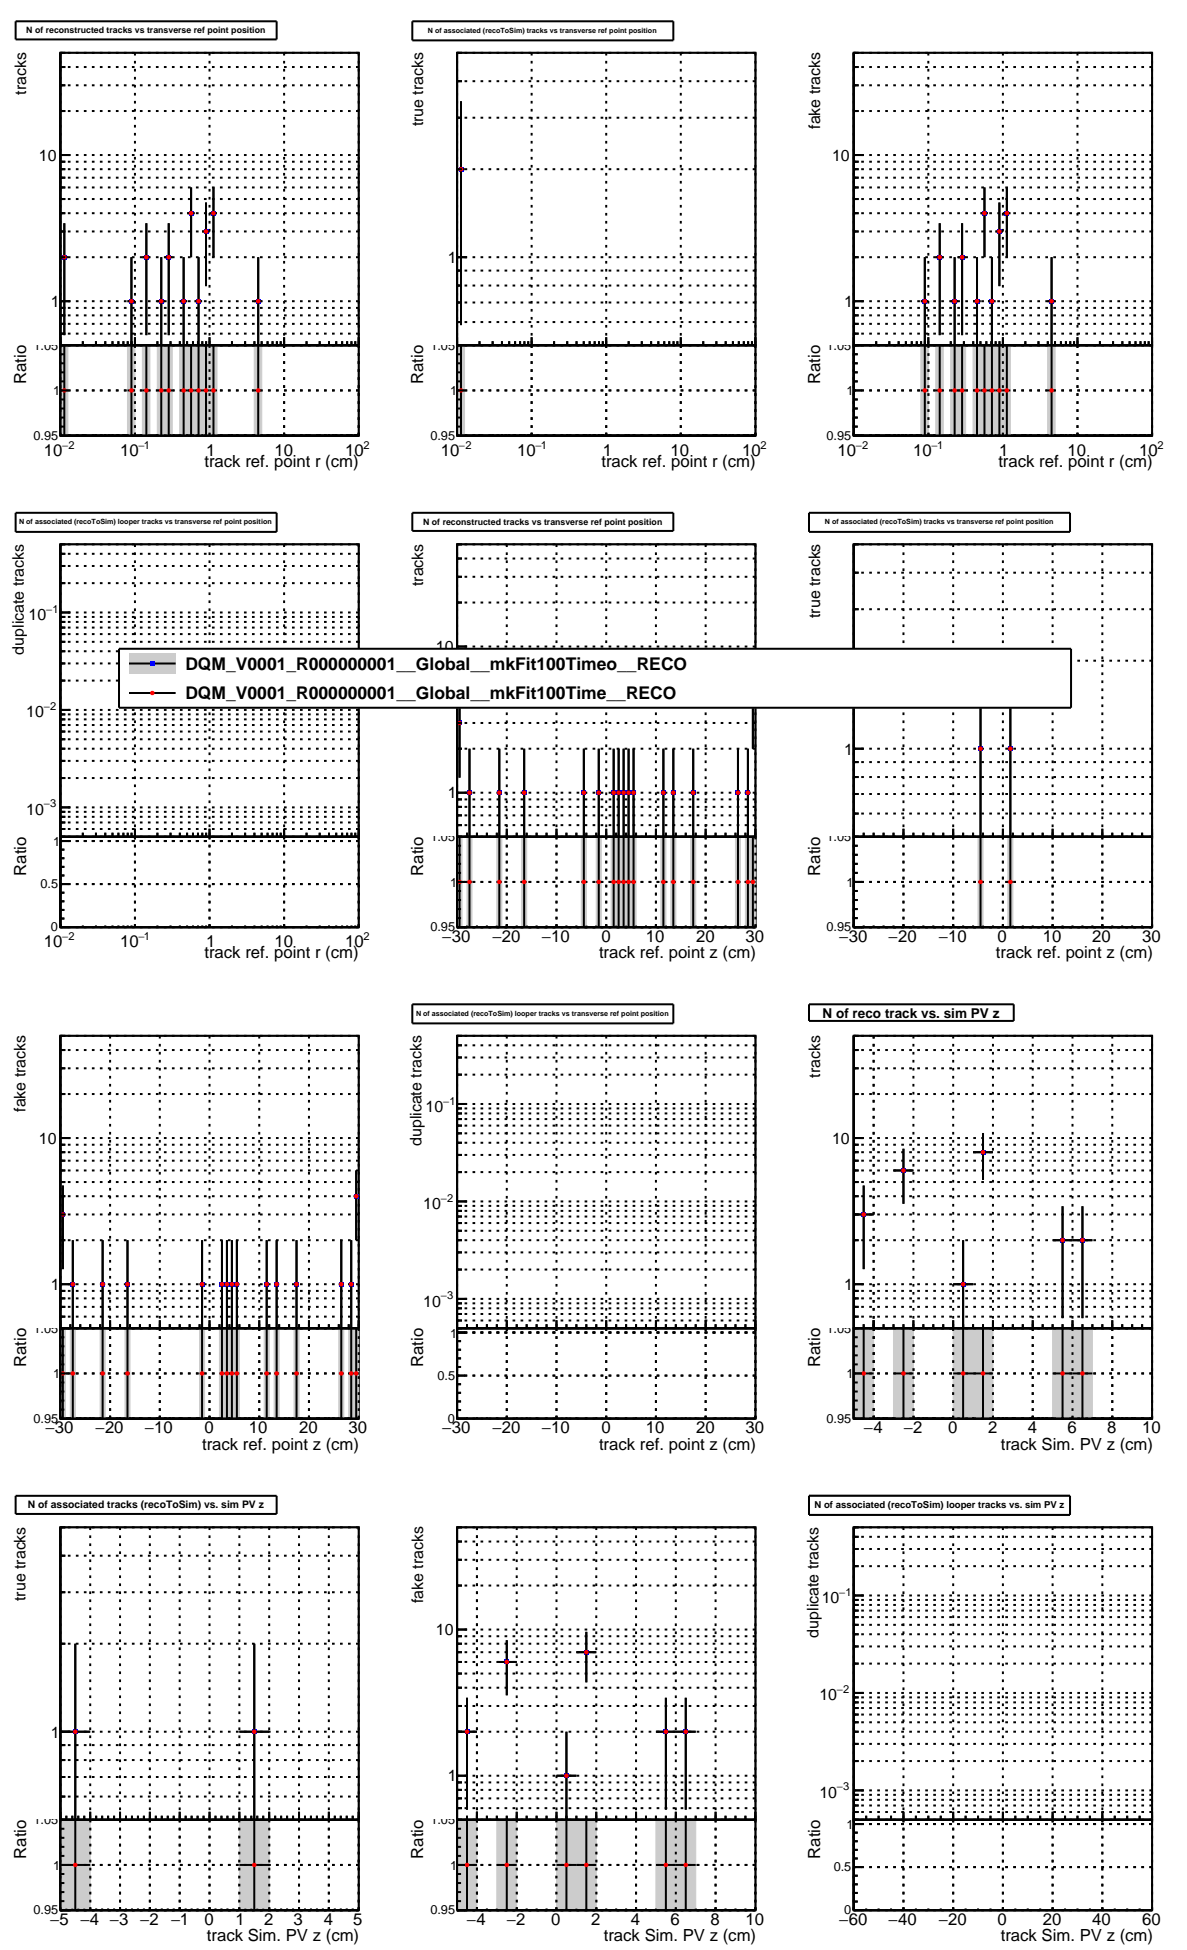 N of reconstructed tracks vs transverse ref point position
tracks
10
1
Ratio
1.05
1
0.95
10−2 10−1 1 10 102
track ref. point r (cm)
N of associated (recoToSim) tracks vs transverse ref point position
true tracks
1
Ratio
1.05
1
0.95
10−2 10−1 1 10 102
track ref. point r (cm)
fake tracks
10
1
Ratio
1.05
1
0.95
10−2 10−1 1 10 102
track ref. point r (cm)
N of associated (recoToSim) looper tracks vs transverse ref point position
duplicate tracks
10−1
10−2
10−3
Ratio
1
0.5
0
10−2 10−1 1 10 102
track ref. point r (cm)
N of reconstructed tracks vs transverse ref point position
tracks
10
1
Ratio
1.05
1
0.95
−30 −20 −10 0 10 20 30
track ref. point z (cm)
N of associated (recoToSim) tracks vs transverse ref point position
true tracks
1
Ratio
1.05
1
0.95
−30 −20 −10 0 10 20 30
track ref. point z (cm)
DQM_V0001_R000000001__Global__mkFit100Timeo__RECO
DQM_V0001_R000000001__Global__mkFit100Time__RECO
fake tracks
10
1
Ratio
1.05
1
0.95
−30 −20 −10 0 10 20 30
track ref. point z (cm)
N of associated (recoToSim) looper tracks vs transverse ref point position
duplicate tracks
10−1
10−2
10−3
Ratio
1
0.5
0
−30 −20 −10 0 10 20 30
track ref. point z (cm)
N of reco track vs. sim PV z
tracks
10
1
Ratio
1.05
1
0.95
−4 −2 0 2 4 6 8 10
track Sim. PV z (cm)
N of associated tracks (recoToSim) vs. sim PV z
true tracks
1
Ratio
1.05
1
0.95
−5 −4 −3 −2 −1 0 1 2 3 4 5
track Sim. PV z (cm)
fake tracks
10
1
Ratio
1.05
1
0.95
−4 −2 0 2 4 6 8 10
track Sim. PV z (cm)
N of associated (recoToSim) looper tracks vs. sim PV z
duplicate tracks
10−1
10−2
10−3
Ratio
1
0.5
0
−60 −40 −20 0 20 40 60
track Sim. PV z (cm)